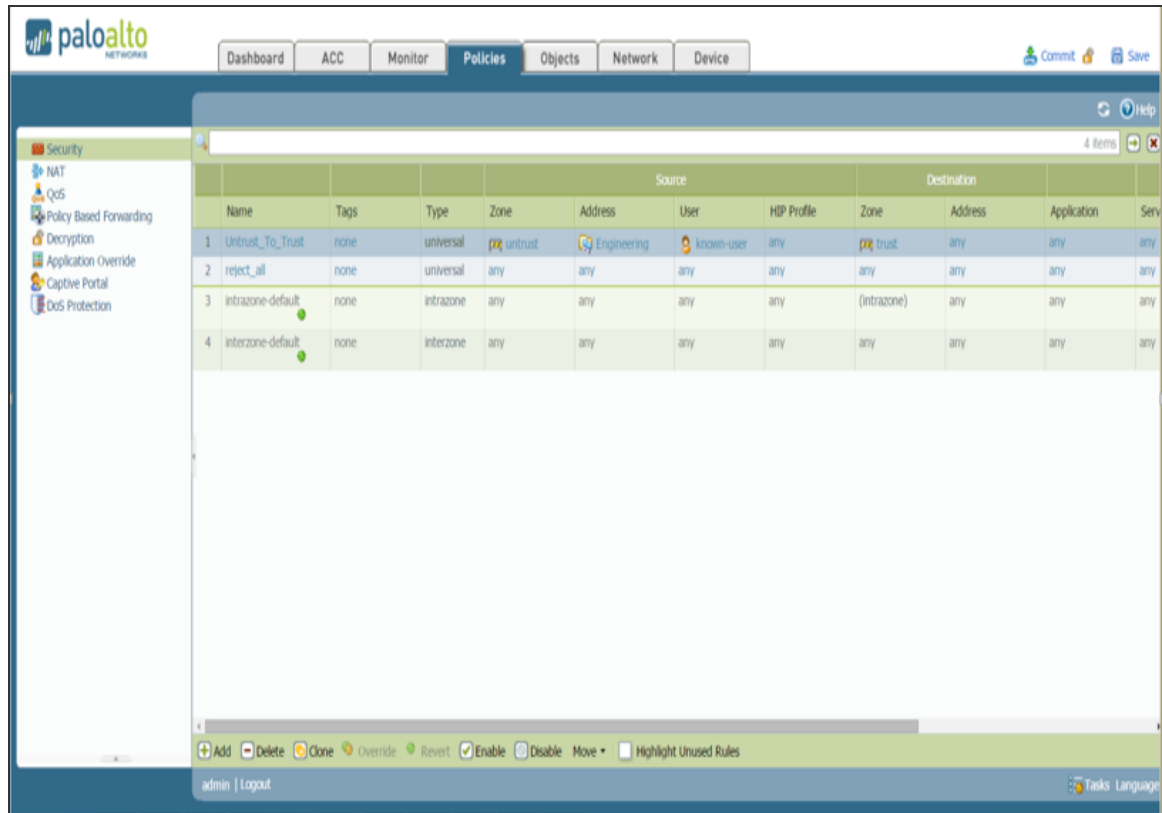 paloalto
NETWORKS
Dashboard ACC Monitor Policies Objects Network Device
Commit Save
Help
4 items
Security
NAT
QoS
Policy Based Forwarding
Decryption
Application Override
Captive Portal
DoS Protection
Source Destination
Name Tags Type Zone Address User HIP Profile Zone Address Application Serv
1 Untrust_To_Trust none universal untrust Engineering known-user any trust any any any
2 reject_all none universal any any any any any any any any
3 intrazone-default none intrazone any any any any (intrazone) any any any
4 interzone-default none interzone any any any any any any any any
Add Delete Clone Override Revert Enable Disable Move Highlight Unused Rules
admin | Logout
Tasks Language